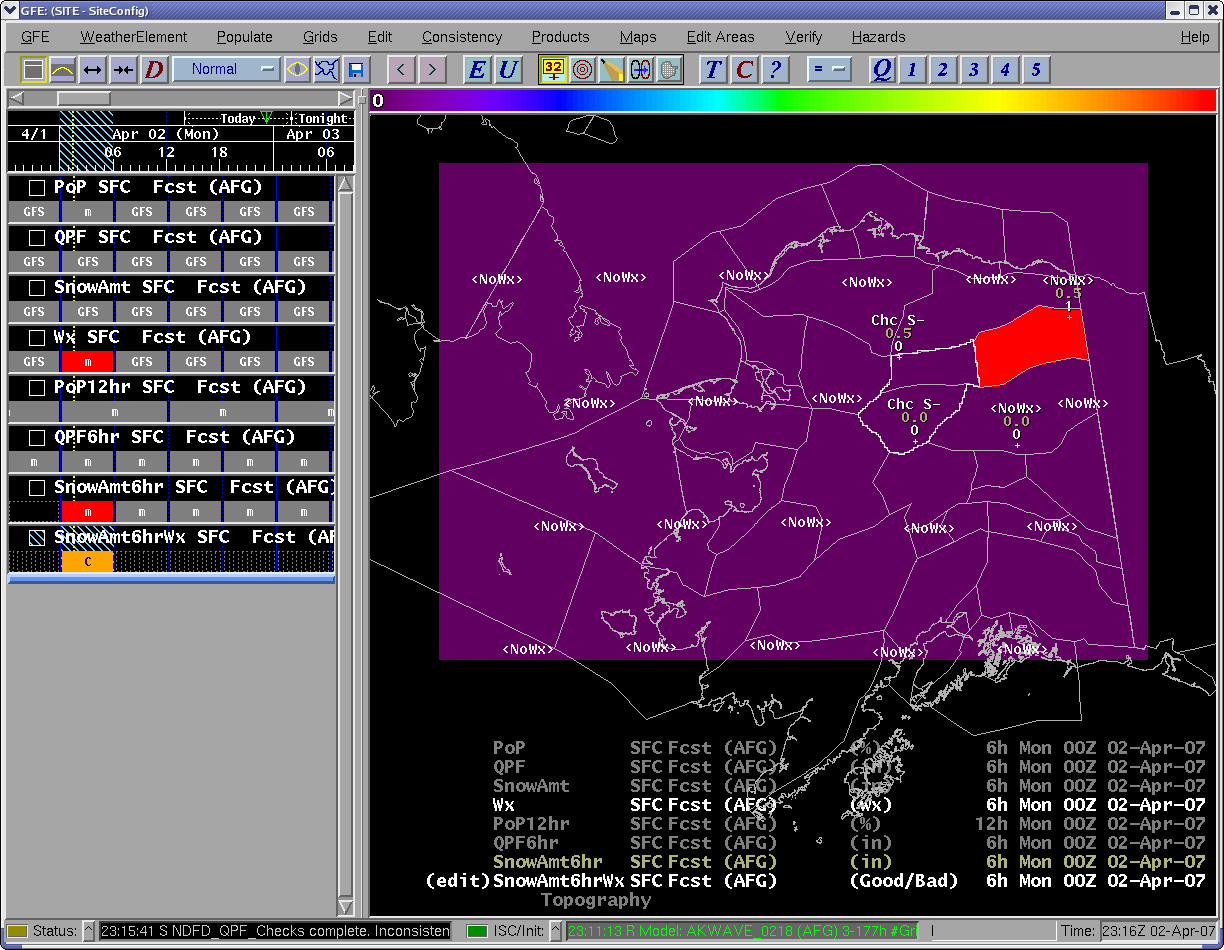 GFE: (SITE - SiteConfig)
GFE WeatherElement Populate Grids Edit Consistency Products Maps Edit Areas Verify Hazards Help
D Normal < > E U 32 T C ? = Q 1 2 3 4 5
0
Today Tonight
4/1 Apr 02 (Mon) Apr 03
06 12 18 06
PoP SFC Fcst (AFG)
GFS m GFS GFS GFS GFS
QPF SFC Fcst (AFG)
GFS GFS GFS GFS GFS GFS
SnowAmt SFC Fcst (AFG)
GFS GFS GFS GFS GFS GFS
Wx SFC Fcst (AFG)
GFS m GFS GFS GFS GFS
PoP12hr SFC Fcst (AFG)
m m m
QPF6hr SFC Fcst (AFG)
m m m m m m
SnowAmt6hr SFC Fcst (AFG)
m m m m m
SnowAmt6hrWx SFC Fcst (AF
C
<NoWx> <NoWx> <NoWx> <NoWx> <NoWx> <NoWx>
0.5
1
Chc S-
0.5
0
<NoWx> <NoWx> <NoWx> Chc S- <NoWx> <NoWx>
0.0 0.0
0 0
<NoWx> <NoWx> <NoWx> <NoWx> <NoWx>
<NoWx> <NoWx> <NoWx> <NoWx> <NoWx>
PoP SFC Fcst (AFG) (%) 6h Mon 00Z 02-Apr-07
QPF SFC Fcst (AFG) (in) 6h Mon 00Z 02-Apr-07
SnowAmt SFC Fcst (AFG) (in) 6h Mon 00Z 02-Apr-07
Wx SFC Fcst (AFG) (wx) 6h Mon 00Z 02-Apr-07
PoP12hr SFC Fcst (AFG) (%) 12h Mon 00Z 02-Apr-07
QPF6hr SFC Fcst (AFG) (in) 6h Mon 00Z 02-Apr-07
SnowAmt6hr SFC Fcst (AFG) (in) 6h Mon 00Z 02-Apr-07
(edit)SnowAmt6hrWx SFC Fcst (AFG) (Good/Bad) 6h Mon 00Z 02-Apr-07
Topography
Status: ^ 23:15:41 S NDFD_QPF_Checks complete. Inconsisten ISC/Init: ^ 23:11:13 R Model: AKWAVE_0218 (AFG) 3-177h #Gri Time: 23:16Z 02-Apr-07